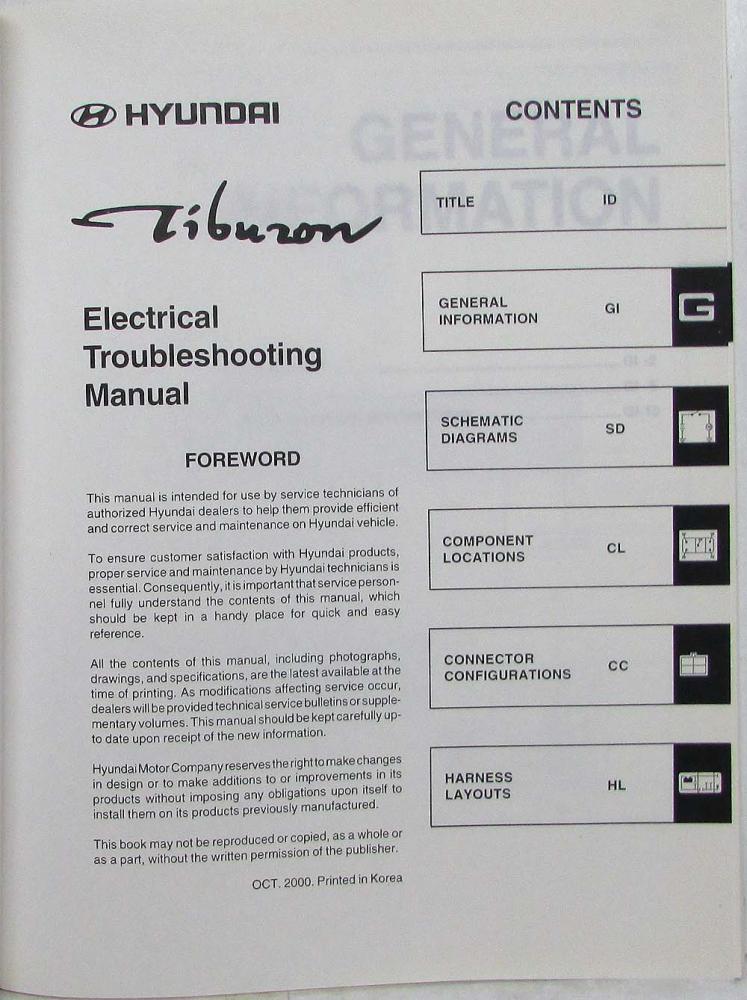 HYUNDAI
Tiburon
Electrical
Troubleshooting
Manual
FOREWORD
This manual is intended for use by service technicians of
authorized Hyundai dealers to help them provide efficient
and correct service and maintenance on Hyundai vehicle.
To ensure customer satisfaction with Hyundai products,
proper service and maintenance by Hyundai technicians is
essential. Consequently, it is important that service person-
nel fully understand the contents of this manual, which
should be kept in a handy place for quick and easy
reference.
All the contents of this manual, including photographs,
drawings, and specifications, are the latest available at the
time of printing. As modifications affecting service occur,
dealers will be provided technical service bulletins or supple-
mentary volumes. This manual should be kept carefully up-
to date upon receipt of the new information.
Hyundai Motor Company reserves the right to make changes
in design or to make additions to or improvements in its
products without imposing any obligations upon itself to
install them on its products previously manufactured.
This book may not be reproduced or copied, as a whole or
as a part, without the written permission of the publisher.
OCT. 2000. Printed in Korea
CONTENTS
TITLE ID
GENERAL
INFORMATION GI
G
SCHEMATIC
DIAGRAMS SD
COMPONENT
LOCATIONS CL
CONNECTOR
CONFIGURATIONS CC
HARNESS
LAYOUTS HL
GENERAL
INFORMATION